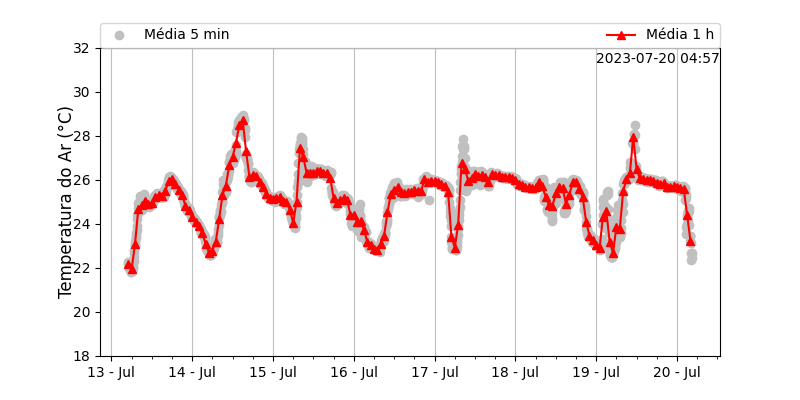 Média 5 min
Média 1 h
2023-07-20 04:57
Temperatura do Ar (°C)
32
30
28
26
24
22
20
18
13 - Jul
14 - Jul
15 - Jul
16 - Jul
17 - Jul
18 - Jul
19 - Jul
20 - Jul